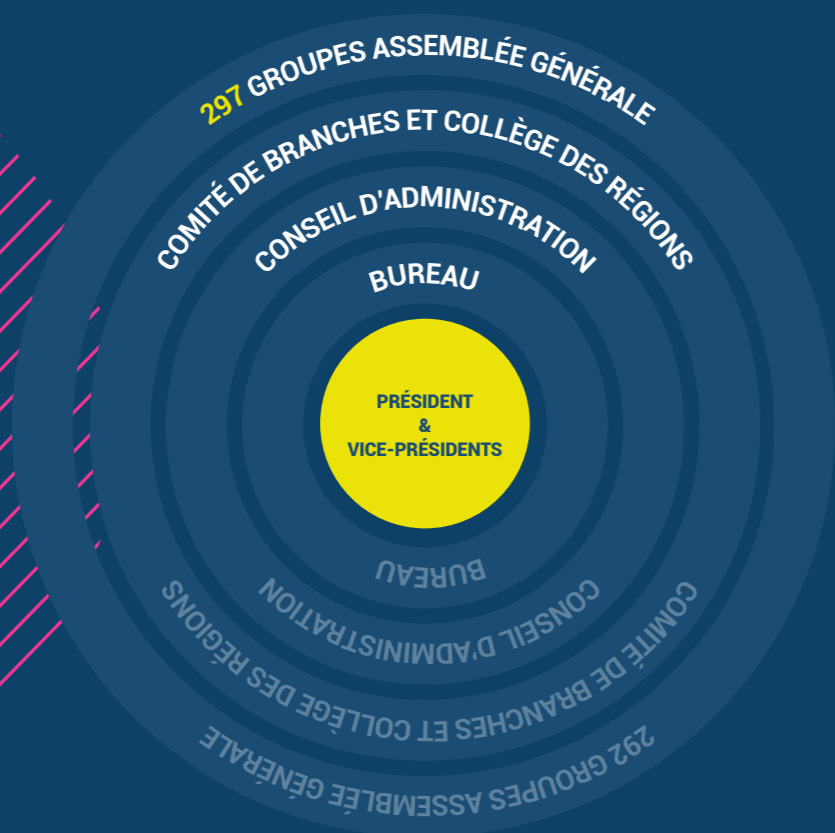 297 GROUPES ASSEMBLÉE GÉNÉRALE
COMITÉ DE BRANCHES ET COLLÈGE DES RÉGIONS
CONSEIL D'ADMINISTRATION
BUREAU
PRÉSIDENT
&
VICE-PRÉSIDENTS
BUREAU
CONSEIL D'ADMINISTRATION
COMITÉ DE BRANCHES ET COLLÈGE DES RÉGIONS
292 GROUPES ASSEMBLÉE GÉNÉRALE